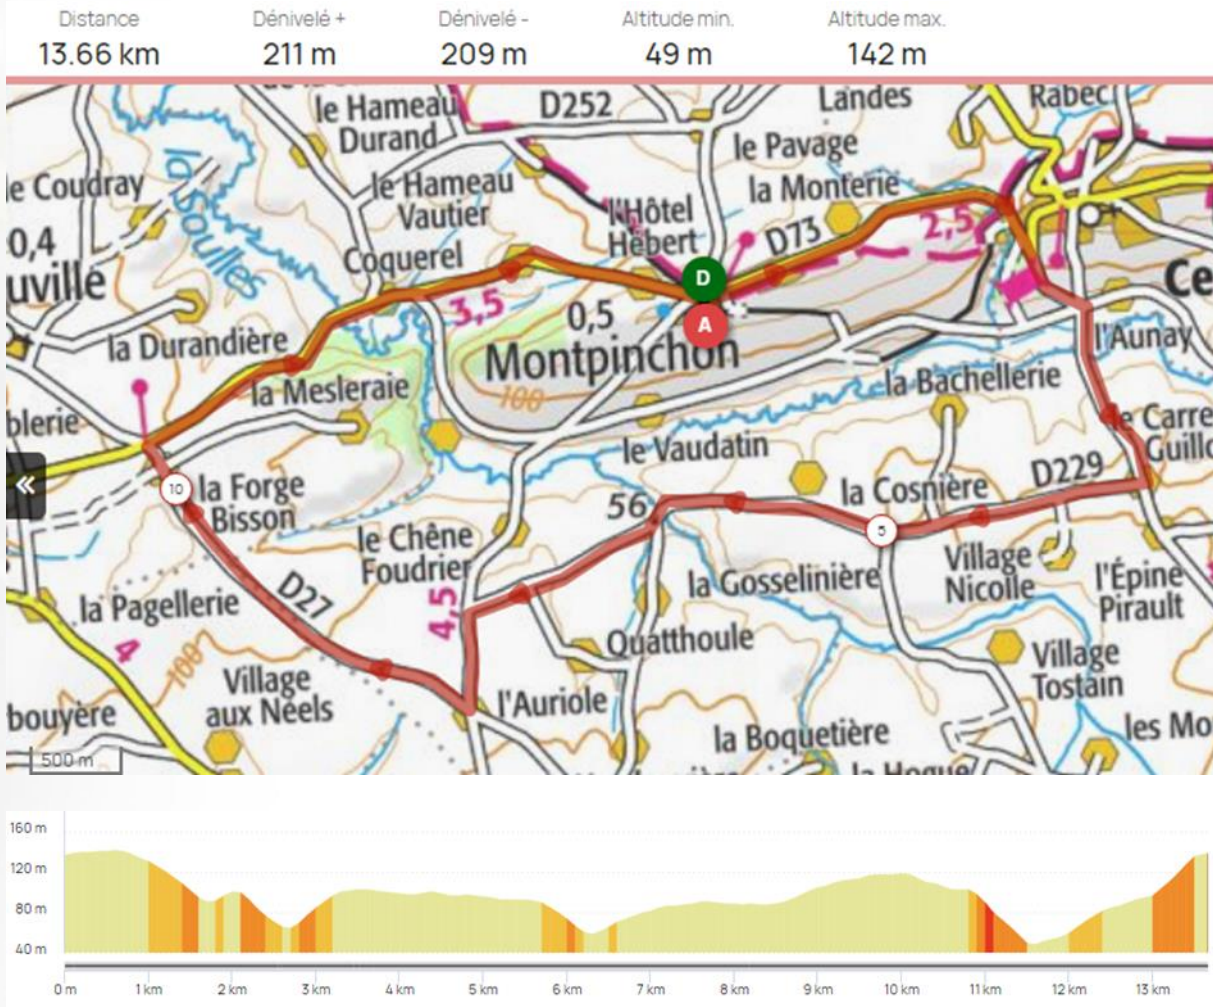 Distance Dénivelé + Dénivelé - Altitude min. Altitude max.
13.66 km 211 m 209 m 49 m 142 m
le Hameau
Durand
D252
Landes
Rabec
le Pavage
e Coudray
la Soulles
le Hameau
Vautier
la Monterie
l'Hôtel
Hébert
D73
2,5
0,4
uville
Coquerel
3,5
D
A
0,5
Montpinchon
Ce
l'Aunay
la Durandière
la Mesleraie
100
la Bachellerie
blerie
le Carre
Guillo
le Vaudatin
D229
«
10
la Forge
Bisson
56
la Cosnière
5
le Chêne
Foudrier
Village
Nicolle
la Gosselinière
l'Épine
Pirault
la Pagellerie
D27
4,5
4
100
Quatthoule
Village
Tostain
Village
aux Néels
l'Auriole
bouyère
la Boquetière
les Mo
la Hogue
500 m
160 m
120 m
80 m
40 m
0 m 1 km 2 km 3 km 4 km 5 km 6 km 7 km 8 km 9 km 10 km 11 km 12 km 13 km